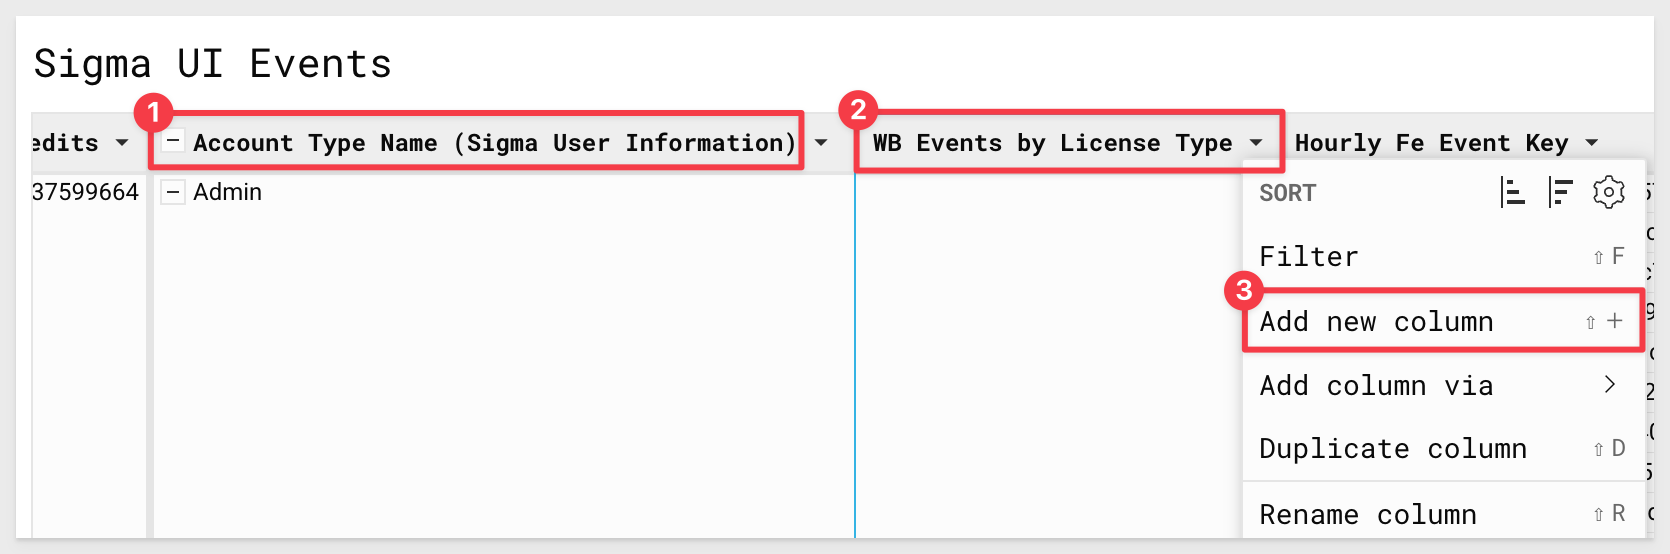 Sigma UI Events
1
2
edits Account Type Name (Sigma User Information) WB Events by License Type Hourly Fe Event Key
37599664 Admin
SORT
Filter ⇧ F
3
Add new column ⇧ +
Add column via
Duplicate column ⇧ D
Rename column ⇧ R